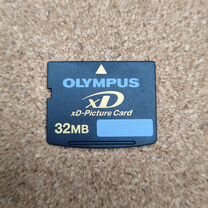 OLYMPUS
xD
xD-Picture Card
32MB